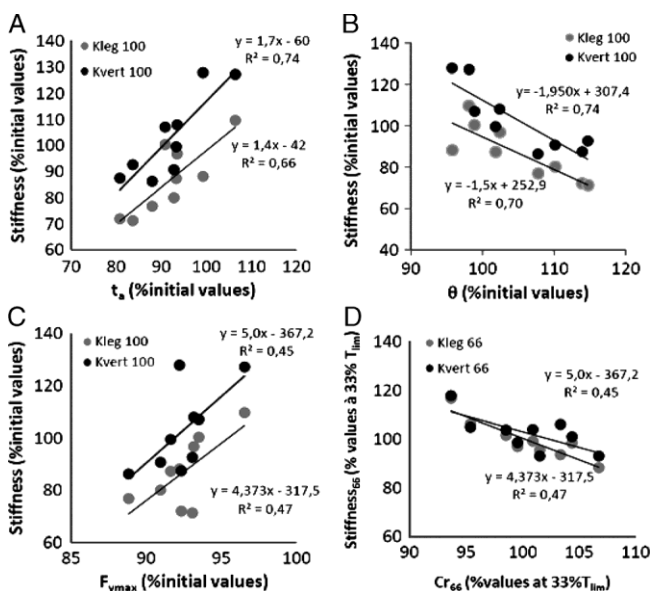 A
Kleg 100
Kvert 100
y = 1,7x - 60
R² = 0,74
y = 1,4x - 42
R² = 0,66
Stiffness (%initial values)
140
130
120
110
100
90
80
70
60
70
80
90
100
110
120
tₐ (%initial values)
B
Kleg 100
Kvert 100
y= -1,950x + 307,4
R² = 0,74
y = -1,5x + 252,9
R² = 0,70
Stiffness (%initial values)
140
120
100
80
60
40
90
100
110
120
θ (%initial values)
C
Kleg 100
Kvert 100
y = 5,0x - 367,2
R² = 0,45
y = 4,373x - 317,5
R² = 0,47
Stiffness (%initial values)
140
120
100
80
60
85
90
95
100
Fᵥₘₐₓ (%initial values)
D
Kleg 66
Kvert 66
y = 5,0x - 367,2
R² = 0,45
y = 4,373x - 317,5
R² = 0,47
Stiffness₆₆ (% values à 33% Tₗᵢₘ)
140
120
100
80
60
90
95
100
105
110
Cr₆₆ (%values at 33%Tₗᵢₘ)